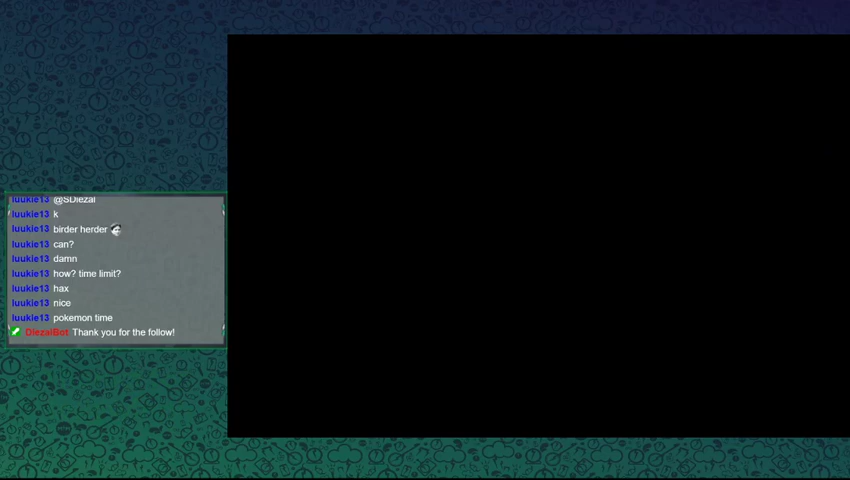 luukie13 @SDiezal
luukie13 k
luukie13 birder herder
luukie13 can?
luukie13 damn
luukie13 how? time limit?
luukie13 hax
luukie13 nice
luukie13 pokemon time
DiezalBot Thank you for the follow!